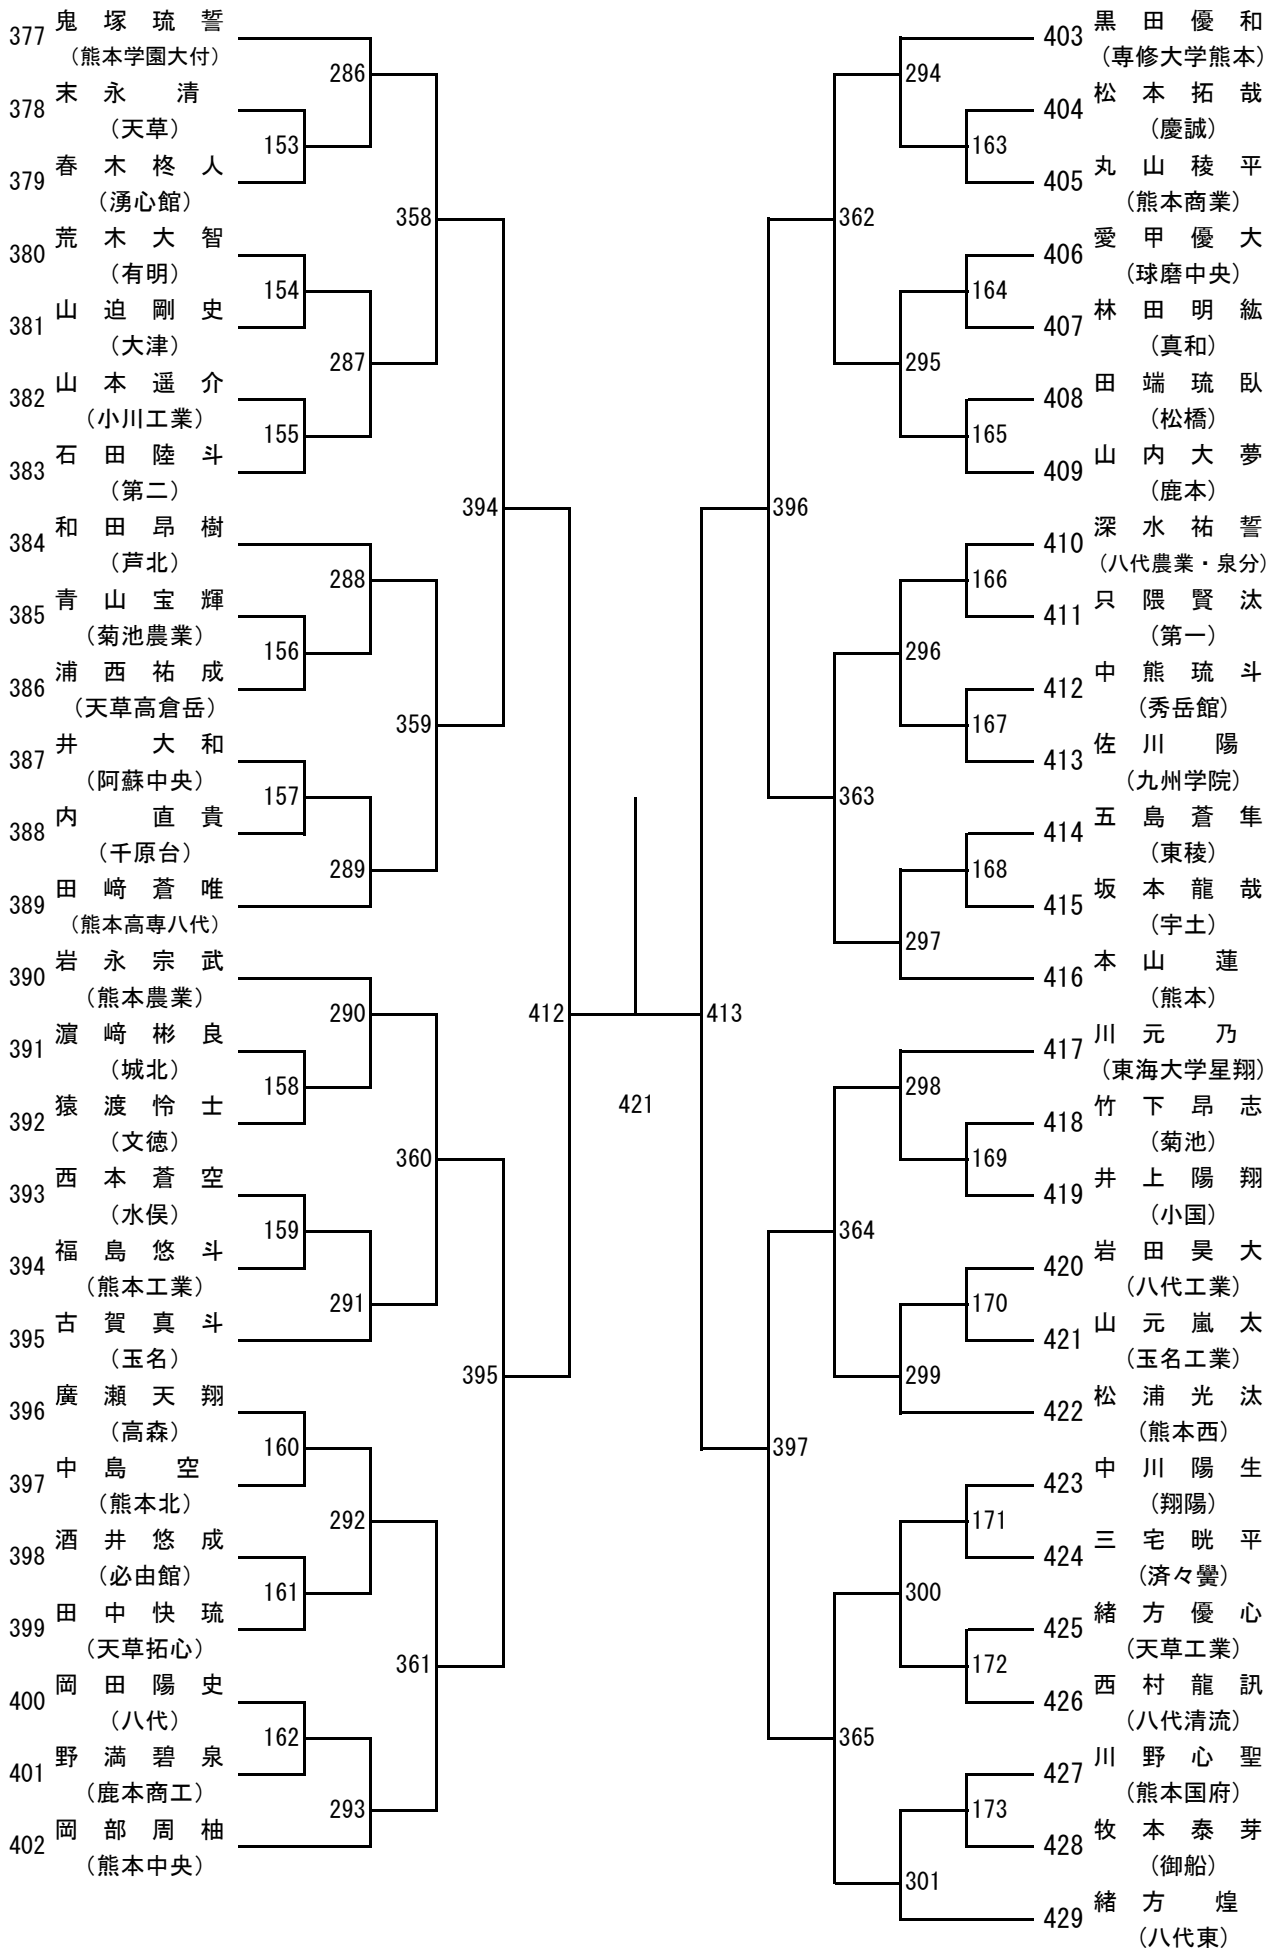 377 鬼塚琉誓
(熊本学園大付)
286
378 末永 清
(天草)
153
379 春木柊人
(湧心館)
358
380 荒木大智
(有明)
154
381 山迫剛史
(大津)
287
382 山本遥介
(小川工業)
155
383 石田陸斗
(第二)
394
384 和田昂樹
(芦北)
288
385 青山宝輝
(菊池農業)
156
386 浦西祐成
(天草高倉岳)
359
387 井 大和
(阿蘇中央)
157
388 内 直貴
(千原台)
289
389 田﨑蒼唯
(熊本高専八代)
390 岩永宗武
(熊本農業)
290
412
391 濵﨑彬良
(城北)
158
392 猿渡怜士
(文徳)
360
393 西本蒼空
(水俣)
159
394 福島悠斗
(熊本工業)
291
395 古賀真斗
(玉名)
395
396 廣瀬天翔
(高森)
160
397 中島 空
(熊本北)
292
398 酒井悠成
(必由館)
161
399 田中快琉
(天草拓心)
361
400 岡田陽史
(八代)
162
401 野満碧泉
(鹿本商工)
293
402 岡部周柚
(熊本中央)
421
403 黒田優和
(専修大学熊本)
294
404 松本拓哉
(慶誠)
163
405 丸山稜平
(熊本商業)
362
406 愛甲優大
(球磨中央)
164
407 林田明紘
(真和)
295
408 田端琉臥
(松橋)
165
409 山内大夢
(鹿本)
396
410 深水祐誓
(八代農業・泉分)
166
411 只隈賢汰
(第一)
296
412 中熊琉斗
(秀岳館)
167
413 佐川 陽
(九州学院)
363
414 五島蒼隼
(東稜)
168
415 坂本龍哉
(宇土)
297
416 本山 蓮
(熊本)
413
417 川元 乃
(東海大学星翔)
298
418 竹下昂志
(菊池)
169
419 井上陽翔
(小国)
364
420 岩田昊大
(八代工業)
170
421 山元嵐太
(玉名工業)
299
422 松浦光汰
(熊本西)
397
423 中川陽生
(翔陽)
171
424 三宅晄平
(済々黌)
300
425 緒方優心
(天草工業)
172
426 西村龍訊
(八代清流)
365
427 川野心聖
(熊本国府)
173
428 牧本泰芽
(御船)
301
429 緒方 煌
(八代東)